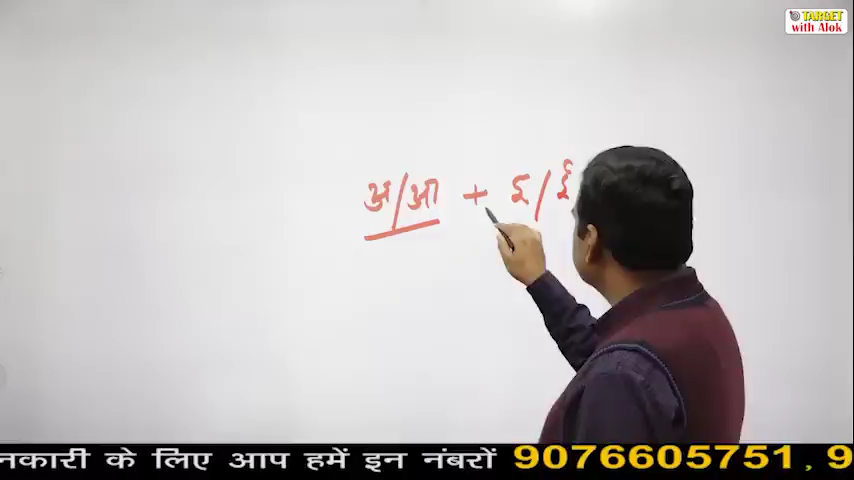 TARGET
with Alok
अ/आ + इ/ई
नकारी के लिए आप हमें इन नंबरों 9076605751, 9